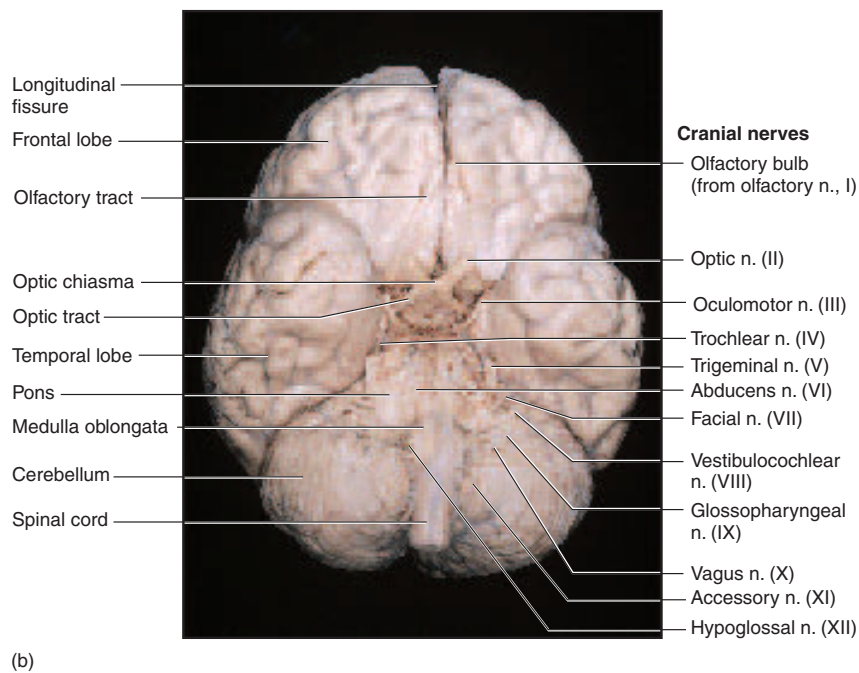 Longitudinal
fissure
Frontal lobe
Olfactory tract
Optic chiasma
Optic tract
Temporal lobe
Pons
Medulla oblongata
Cerebellum
Spinal cord
Cranial nerves
Olfactory bulb
(from olfactory n., I)
Optic n. (II)
Oculomotor n. (III)
Trochlear n. (IV)
Trigeminal n. (V)
Abducens n. (VI)
Facial n. (VII)
Vestibulocochlear
n. (VIII)
Glossopharyngeal
n. (IX)
Vagus n. (X)
Accessory n. (XI)
Hypoglossal n. (XII)
(b)